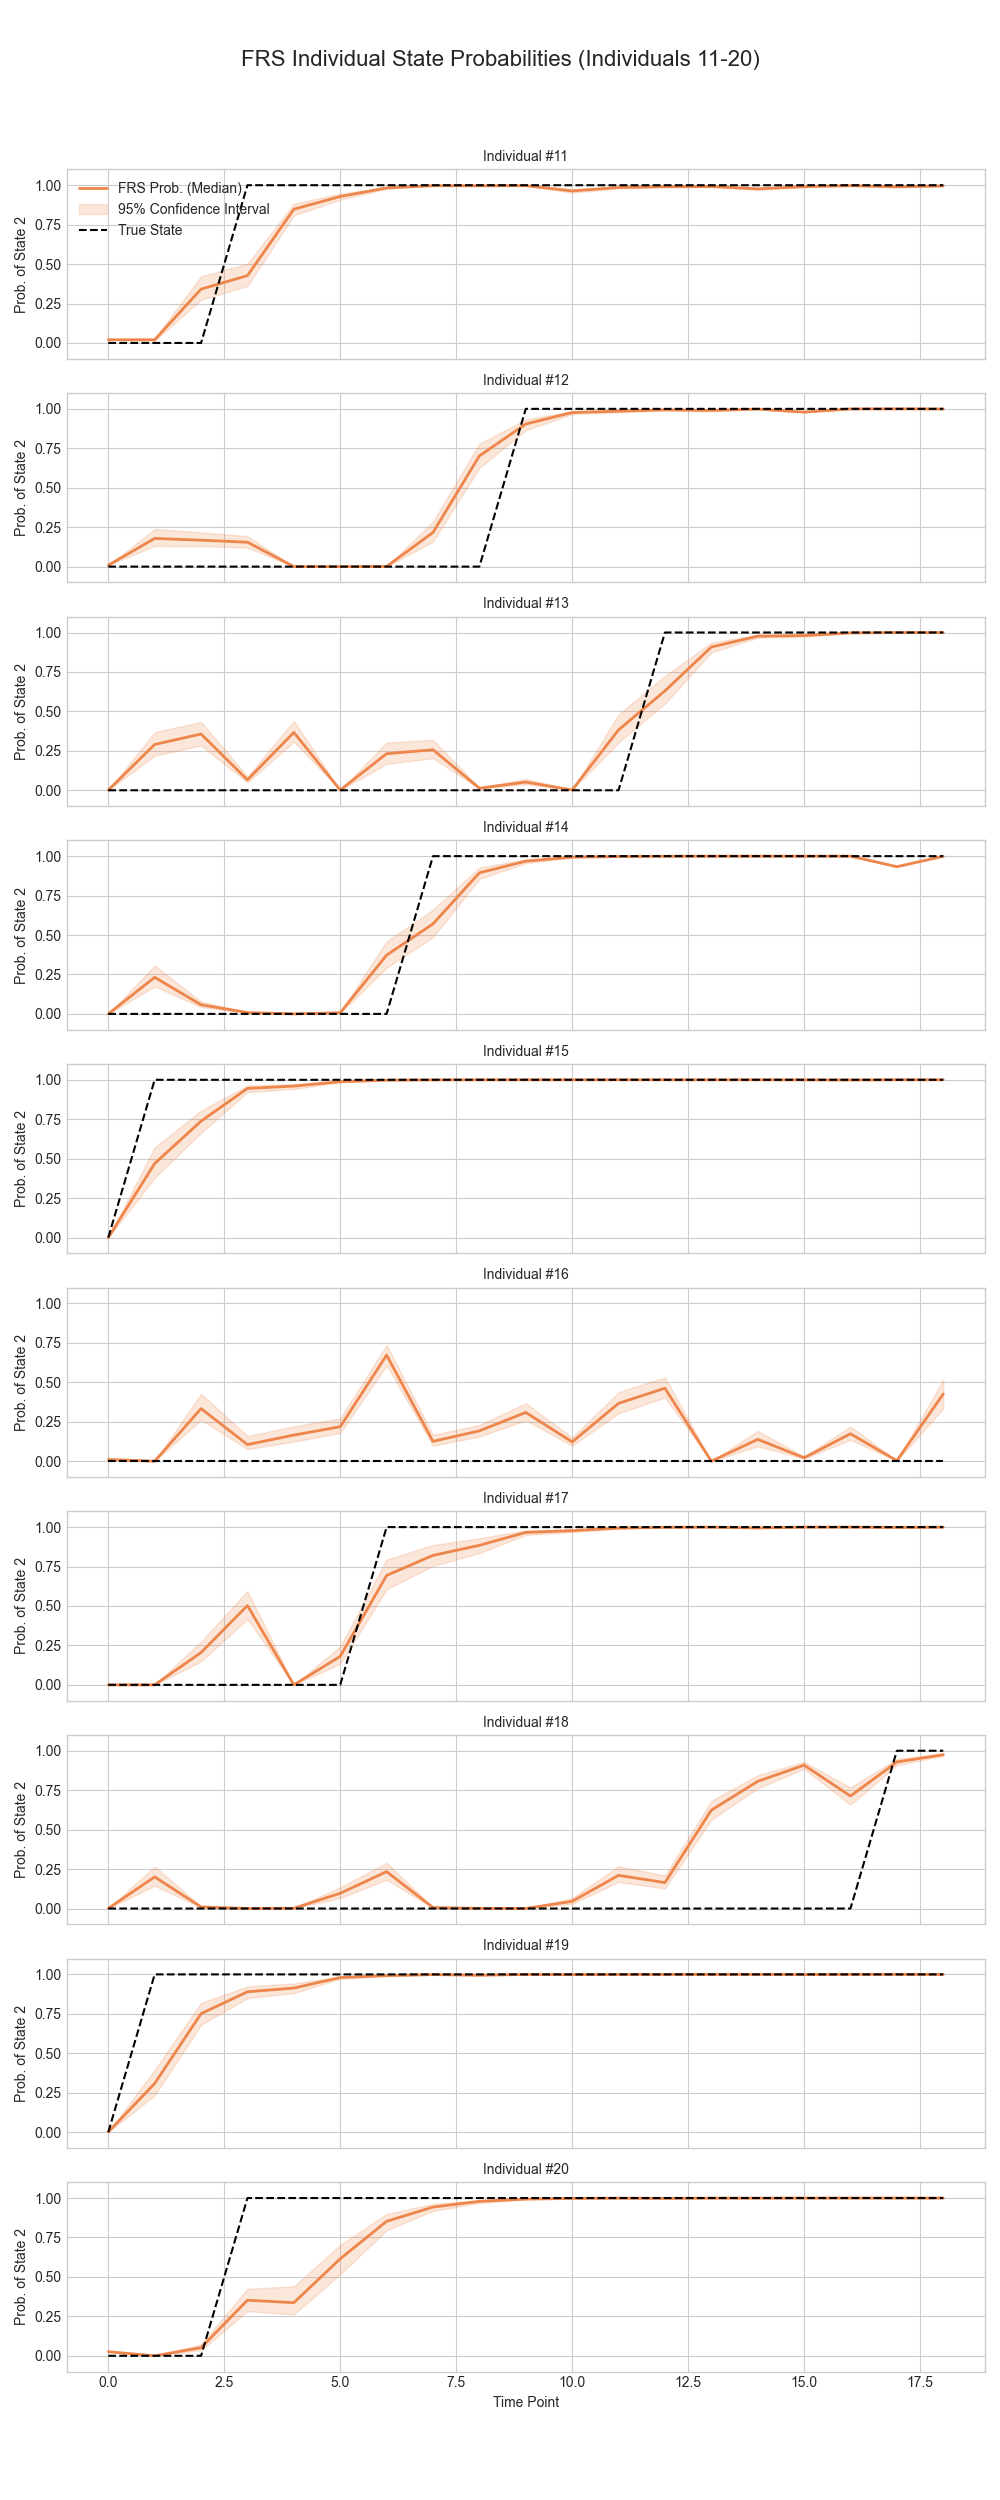 FRS Individual State Probabilities (Individuals 11-20)
Individual #11
1.00
0.75
0.50
0.25
0.00
Prob. of State 2
FRS Prob. (Median)
95% Confidence Interval
True State
Individual #12
1.00
0.75
0.50
0.25
0.00
Prob. of State 2
Individual #13
1.00
0.75
0.50
0.25
0.00
Prob. of State 2
Individual #14
1.00
0.75
0.50
0.25
0.00
Prob. of State 2
Individual #15
1.00
0.75
0.50
0.25
0.00
Prob. of State 2
Individual #16
1.00
0.75
0.50
0.25
0.00
Prob. of State 2
Individual #17
1.00
0.75
0.50
0.25
0.00
Prob. of State 2
Individual #18
1.00
0.75
0.50
0.25
0.00
Prob. of State 2
Individual #19
1.00
0.75
0.50
0.25
0.00
Prob. of State 2
Individual #20
1.00
0.75
0.50
0.25
0.00
Prob. of State 2
0.0 2.5 5.0 7.5 10.0 12.5 15.0 17.5
Time Point